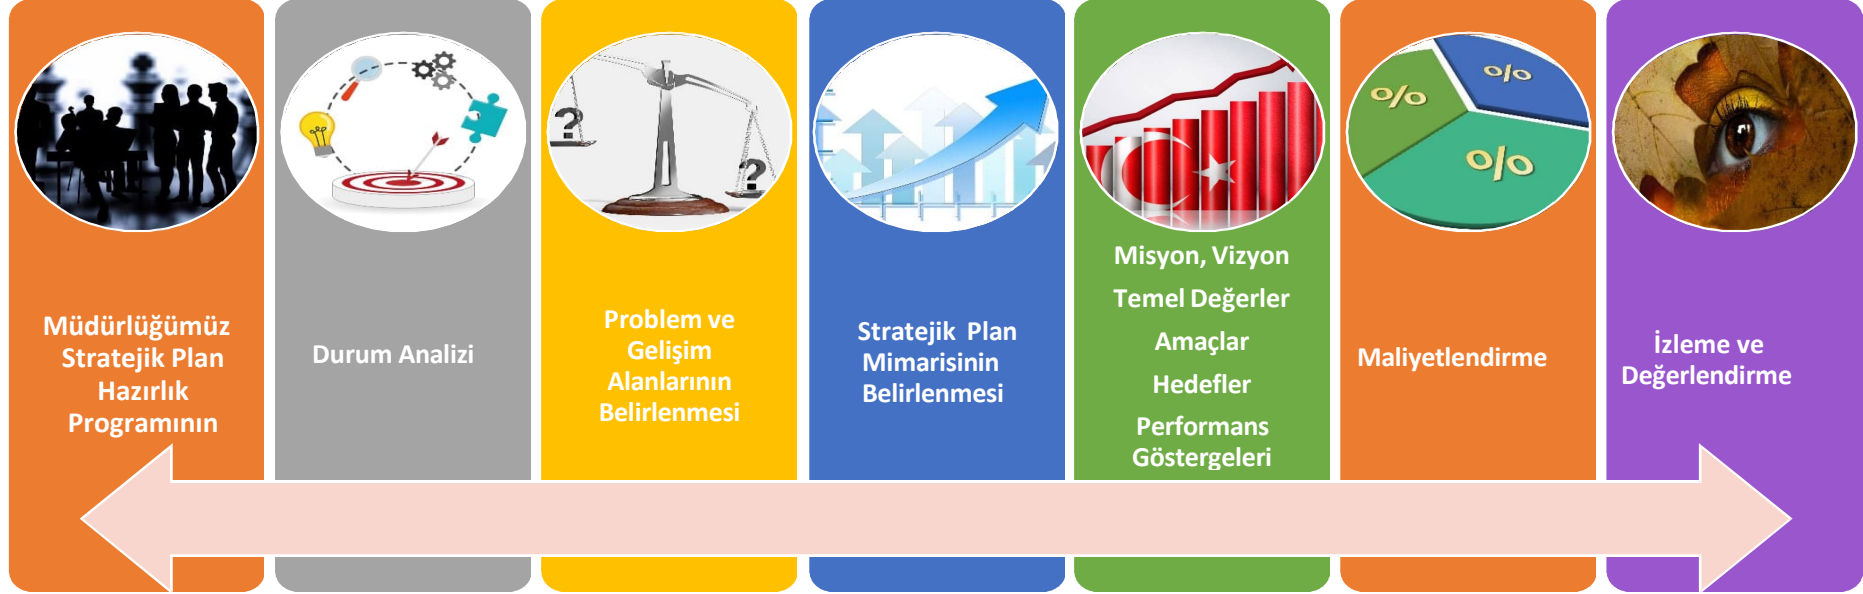 Müdürlüğümüz
Stratejik Plan
Hazırlık
Programının
Durum Analizi
Problem ve
Gelişim
Alanlarının
Belirlenmesi
Stratejik Plan
Mimarisinin
Belirlenmesi
Misyon, Vizyon
Temel Değerler
Amaçlar
Hedefler
Performans
Göstergeleri
% % %
Maliyetlendirme
İzleme ve
Değerlendirme